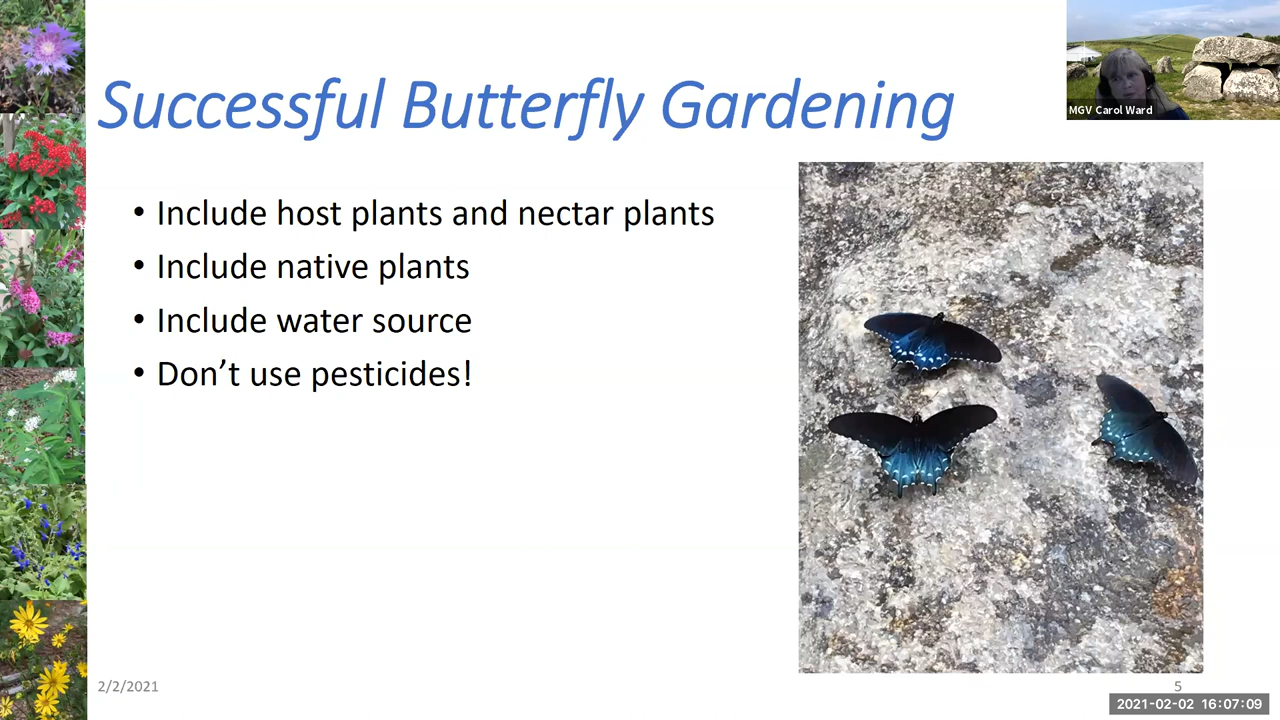 Successful Butterfly Gardening
MGV Carol Ward
• Include host plants and nectar plants
• Include native plants
• Include water source
• Don’t use pesticides!
2/2/2021
5
2021-02-02 16:07:09